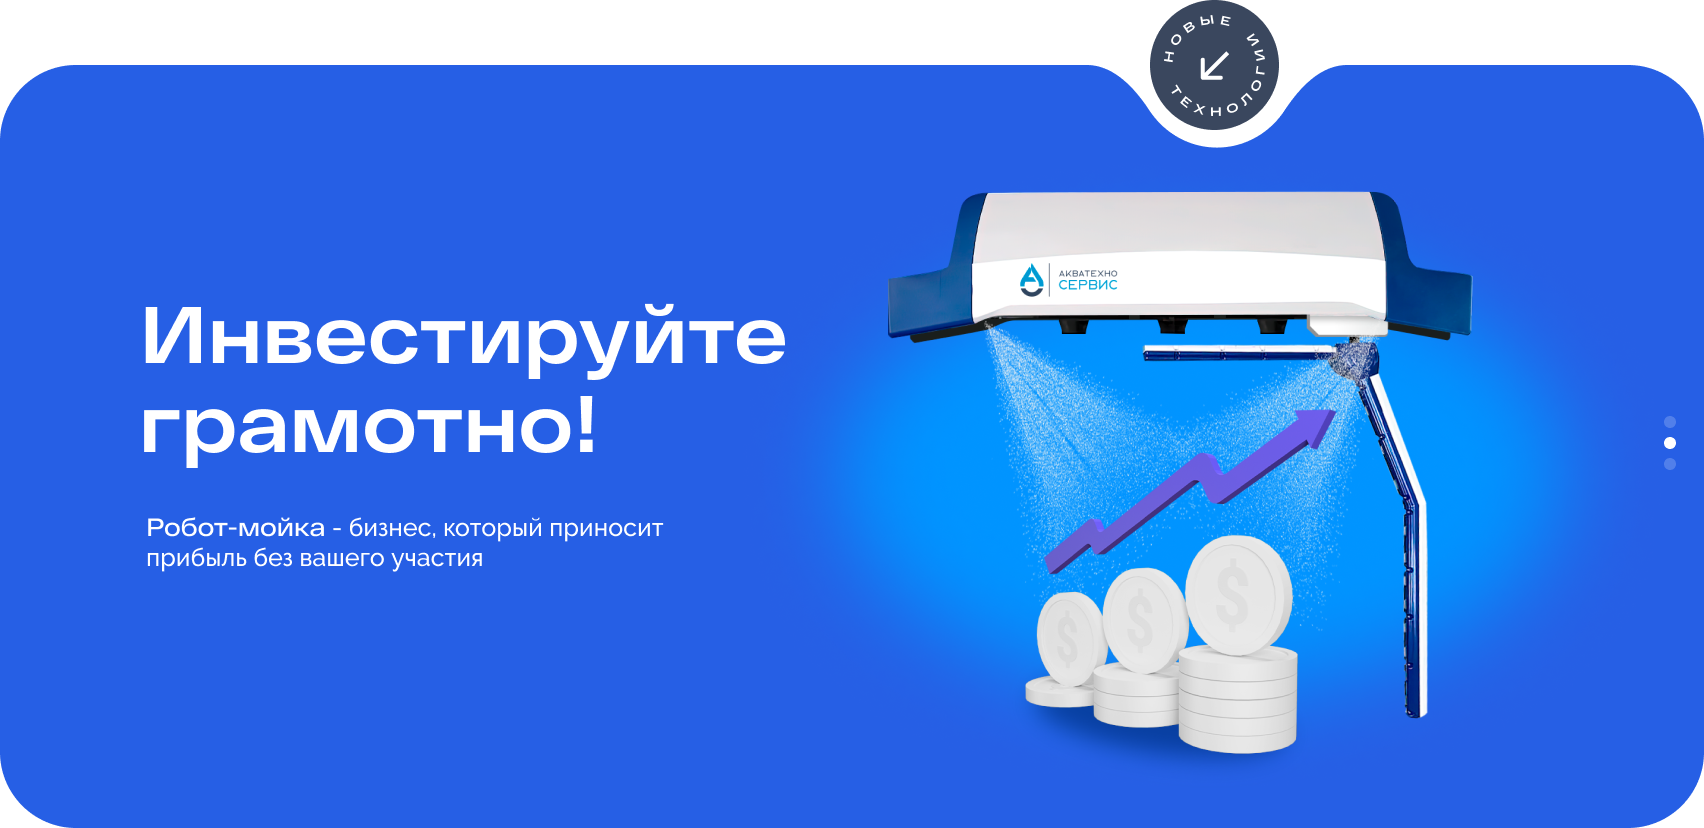 НОВЫЕ ТЕХНОЛОГИИ
АКВАТЕХНО
СЕРВИС
Инвестируйте
грамотно!
Робот-мойка - бизнес, который приносит
прибыль без вашего участия
$
$
$